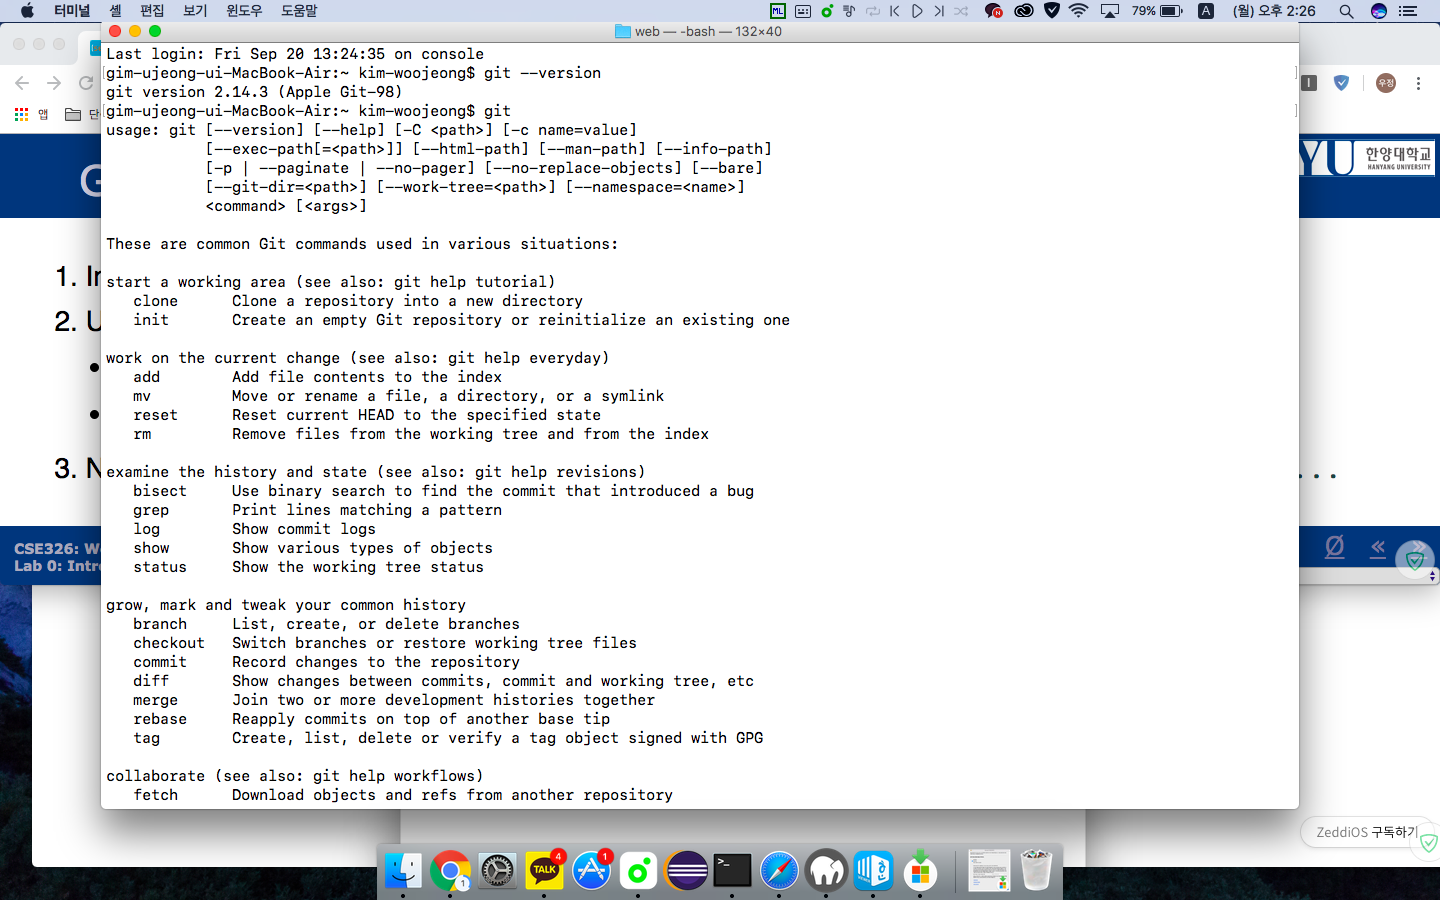 터미널 셸 편집 보기 윈도우 도움말 79% A (월) 오후 2:26
web — -bash — 132×40
Last login: Fri Sep 20 13:24:35 on console
gim-ujeong-ui-MacBook-Air:~ kim-woojeong$ git --version
git version 2.14.3 (Apple Git-98)
gim-ujeong-ui-MacBook-Air:~ kim-woojeong$ git
usage: git [--version] [--help] [-C <path>] [-c name=value]
[--exec-path[=<path>]] [--html-path] [--man-path] [--info-path]
[-p | --paginate | --no-pager] [--no-replace-objects] [--bare]
[--git-dir=<path>] [--work-tree=<path>] [--namespace=<name>]
<command> [<args>]
These are common Git commands used in various situations:
start a working area (see also: git help tutorial)
clone Clone a repository into a new directory
init Create an empty Git repository or reinitialize an existing one
work on the current change (see also: git help everyday)
add Add file contents to the index
mv Move or rename a file, a directory, or a symlink
reset Reset current HEAD to the specified state
rm Remove files from the working tree and from the index
examine the history and state (see also: git help revisions)
bisect Use binary search to find the commit that introduced a bug
grep Print lines matching a pattern
log Show commit logs
show Show various types of objects
status Show the working tree status
grow, mark and tweak your common history
branch List, create, or delete branches
checkout Switch branches or restore working tree files
commit Record changes to the repository
diff Show changes between commits, commit and working tree, etc
merge Join two or more development histories together
rebase Reapply commits on top of another base tip
tag Create, list, delete or verify a tag object signed with GPG
collaborate (see also: git help workflows)
fetch Download objects and refs from another repository
앱 단
우정
G
YU 한양대학교
HANYANG UNIVERSITY
1. I
2. U
3. N ...
CSE326: W
Lab 0: Intr
Ø « »
ZeddiOS 구독하기
TALK 4 1 1